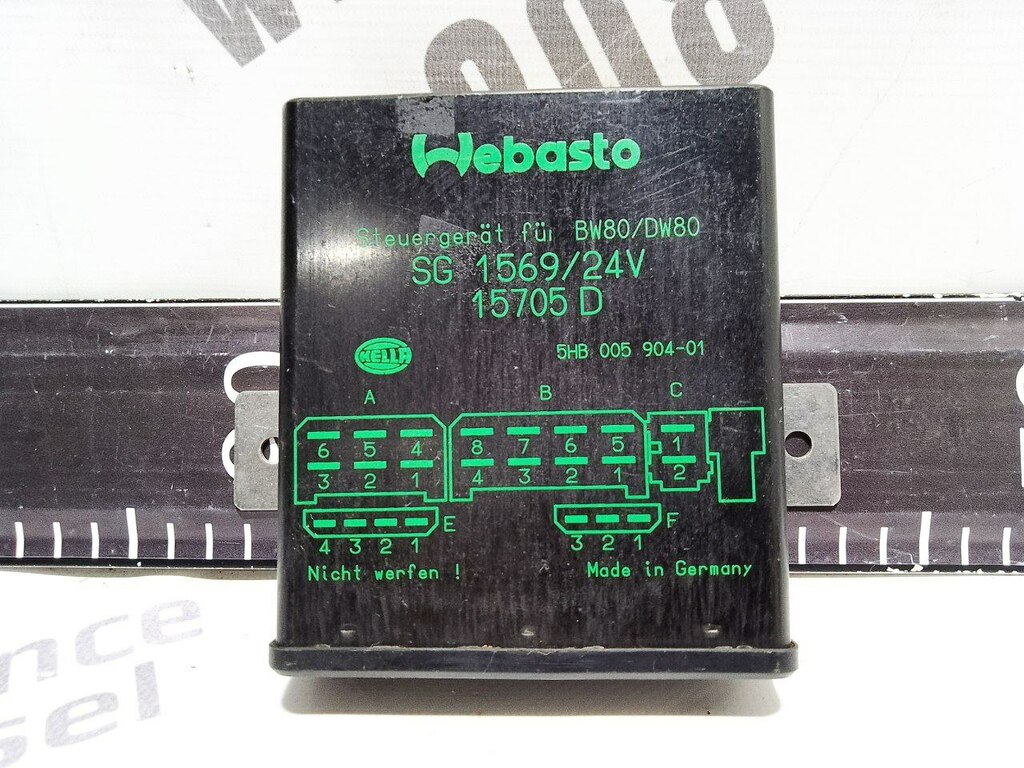 Webasto
Steuergerät für BW80/DW80
SG 1569/24V
15705 D
HELLA
5HB 005 904-01
A B C
6 5 4 8 7 6 5 1
3 2 1 4 3 2 1 2
E F
4 3 2 1 3 2 1
Nicht werfen ! Made in Germany
nce
sel